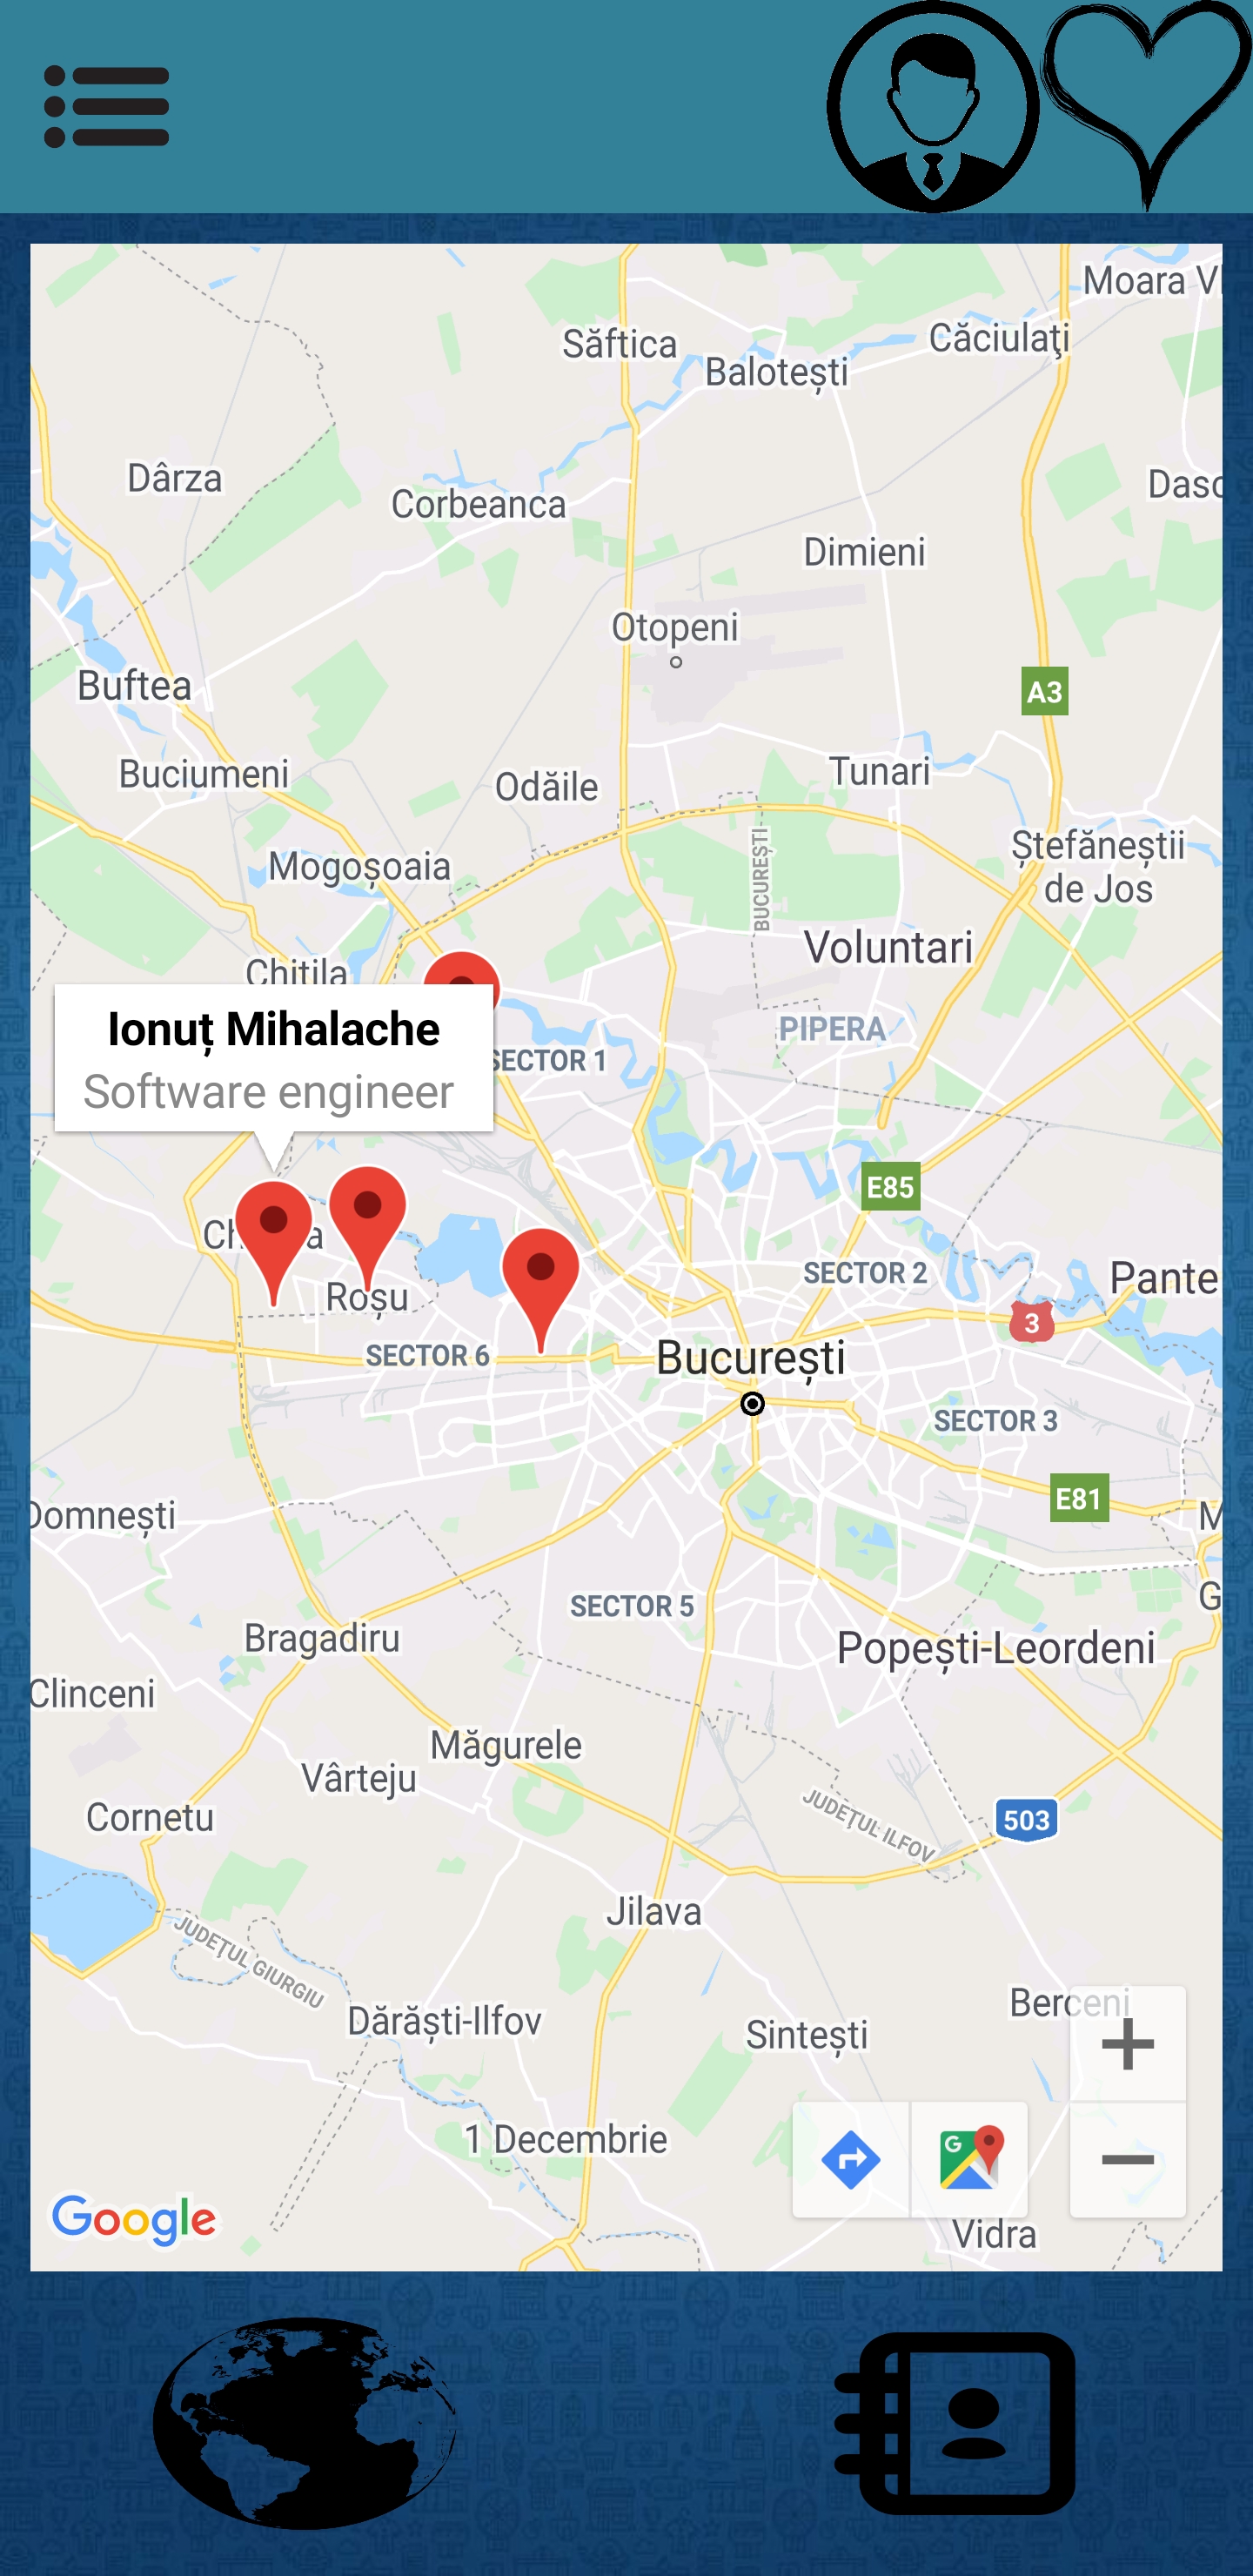 Moara Vl
Săftica
Căciulați
Balotești
Dârza
Corbeanca
Dasc
Dimieni
Otopeni
Buftea
A3
Buciumeni
Odăile
Tunari
BUCUREȘTI
Mogoșoaia
Ștefăneștii
de Jos
Voluntari
Chitila
Ionuț Mihalache
Software engineer
SECTOR 1
PIPERA
E85
Roșu
SECTOR 2
Pante
3
SECTOR 6
București
SECTOR 3
E81
Domnești
M
G
SECTOR 5
Bragadiru
Popești-Leordeni
Clinceni
Măgurele
Vârteju
Cornetu
JUDEȚUL ILFOV
503
Jilava
JUDEȚUL GIURGIU
Dărăști-Ilfov
Berceni
Sintești
1 Decembrie
G
Google
Vidra